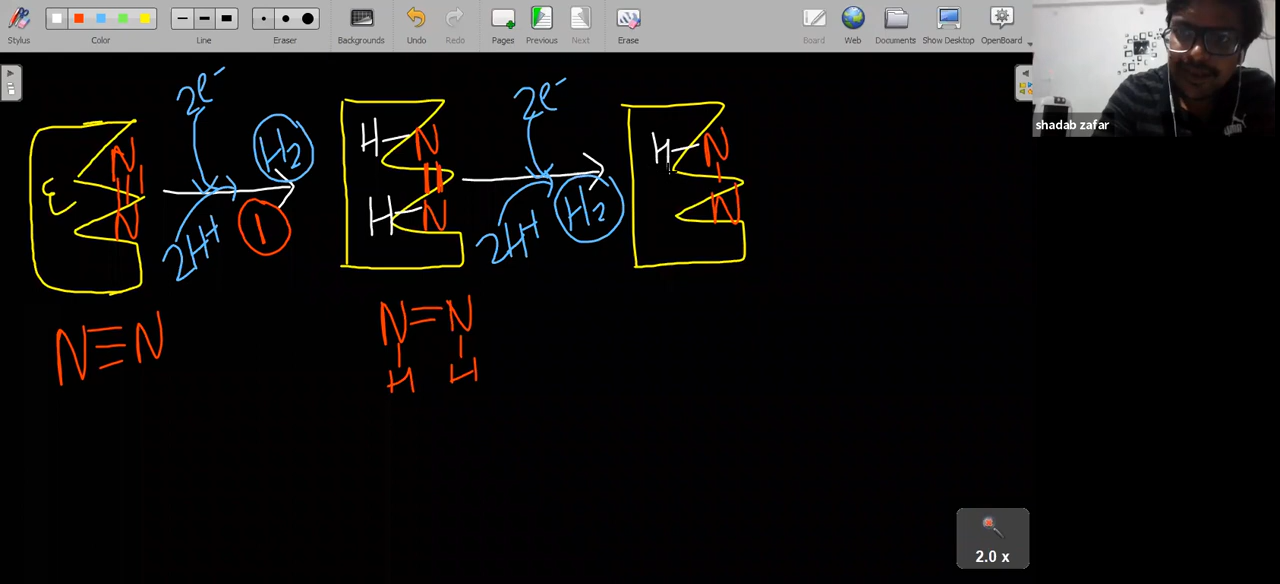 Stylus
Color
Line
Eraser
Backgrounds
Undo
Redo
Pages
Previous
Next
Erase
Board
Web
Documents
Show Desktop
OpenBoard
shadab zafar
2e⁻
2e⁻
H₂
N
N
ε
H-N
H-N
1
2H⁺
H₂
2H⁺
H-N
N
N≡N
N=N
H H
2.0 x